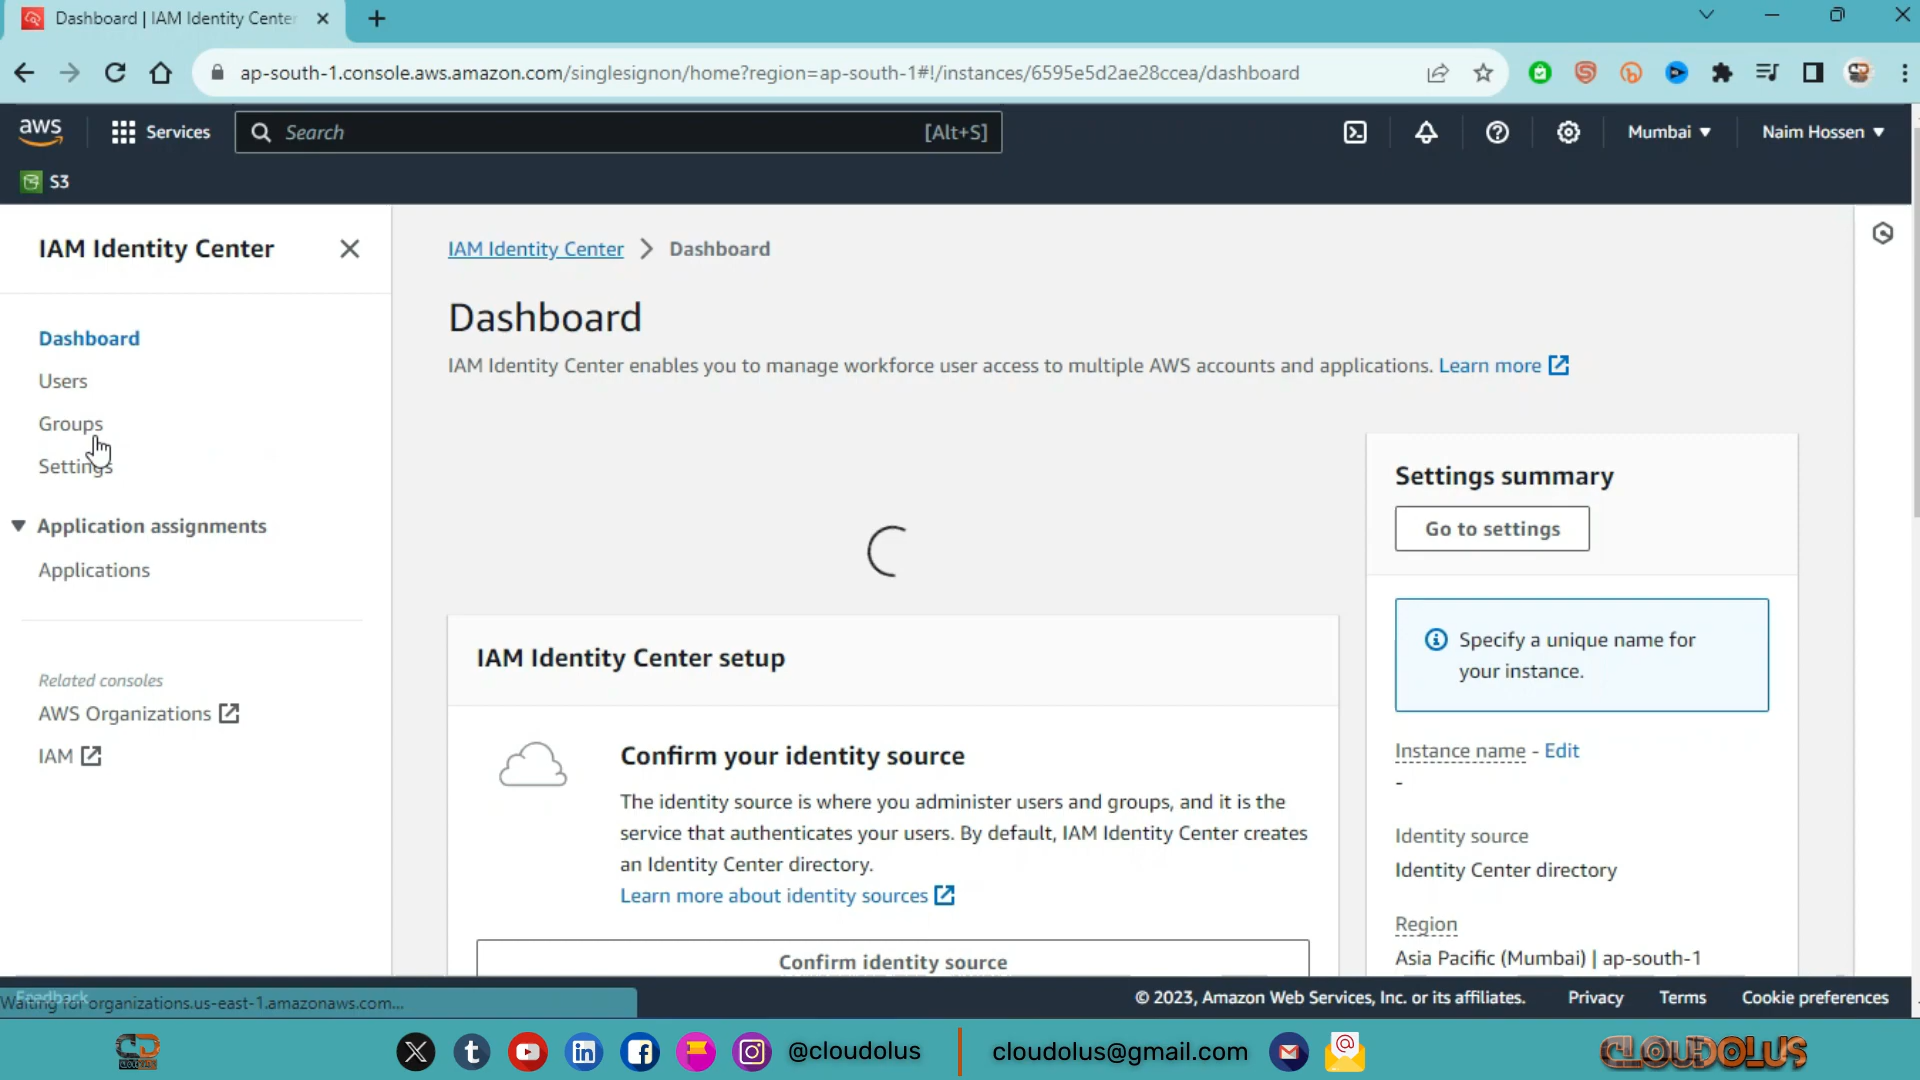 Dashboard | IAM Identity Center
ap-south-1.console.aws.amazon.com/singlesignon/home?region=ap-south-1#!/instances/6595e5d2ae28ccea/dashboard
aws
Services
Search
[Alt+S]
Mumbai ▼
Naim Hossen ▼
S3
IAM Identity Center
IAM Identity Center > Dashboard
Dashboard
IAM Identity Center enables you to manage workforce user access to multiple AWS accounts and applications. Learn more
Dashboard
Users
Groups
Settings
Application assignments
Applications
Related consoles
AWS Organizations
IAM
IAM Identity Center setup
Confirm your identity source
The identity source is where you administer users and groups, and it is the
service that authenticates your users. By default, IAM Identity Center creates
an Identity Center directory.
Learn more about identity sources
Confirm identity source
Settings summary
Go to settings
Specify a unique name for
your instance.
Instance name - Edit
-
Identity source
Identity Center directory
Region
Asia Pacific (Mumbai) | ap-south-1
Feedback
Waiting for organizations.us-east-1.amazonaws.com...
© 2023, Amazon Web Services, Inc. or its affiliates.
Privacy
Terms
Cookie preferences
@cloudolus
cloudolus@gmail.com
CLOUDOLUS